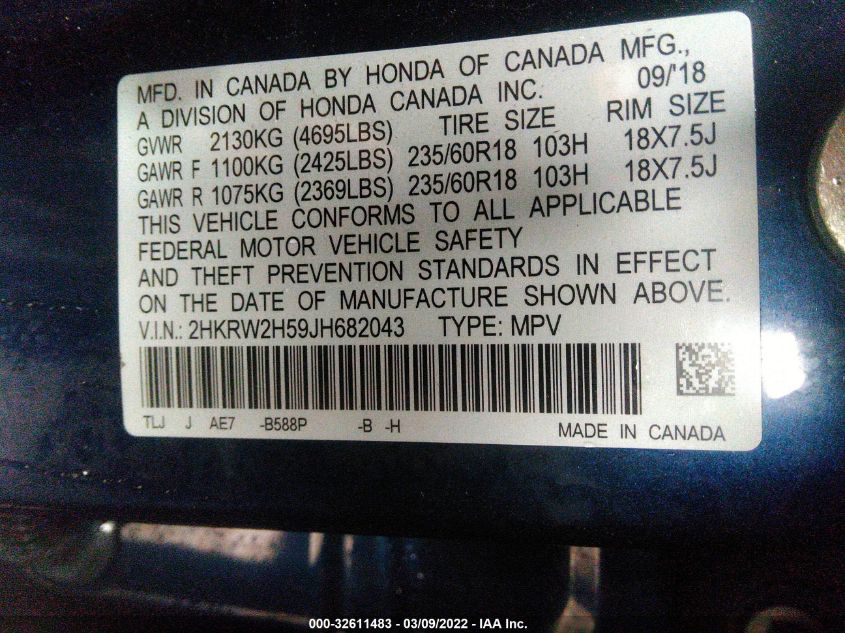 MFD. IN CANADA BY HONDA OF CANADA MFG.,
A DIVISION OF HONDA CANADA INC. 09/'18
GVWR 2130KG (4695LBS) TIRE SIZE RIM SIZE
GAWR F 1100KG (2425LBS) 235/60R18 103H 18X7.5J
GAWR R 1075KG (2369LBS) 235/60R18 103H 18X7.5J
THIS VEHICLE CONFORMS TO ALL APPLICABLE
FEDERAL MOTOR VEHICLE SAFETY
AND THEFT PREVENTION STANDARDS IN EFFECT
ON THE DATE OF MANUFACTURE SHOWN ABOVE.
V.I.N.: 2HKRW2H59JH682043 TYPE: MPV
TLJ J AE7 -B588P -B -H
MADE IN CANADA
000-32611483 - 03/09/2022 - IAA Inc.